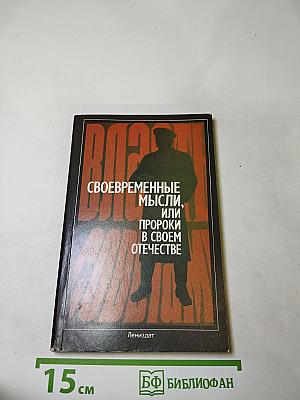 СВОЕВРЕМЕННЫЕ
МЫСЛИ,
ИЛИ
ПРОРОКИ
В СВОЕМ
ОТЕЧЕСТВЕ
Лениздат
15 см
БФ БИБЛИОФАН